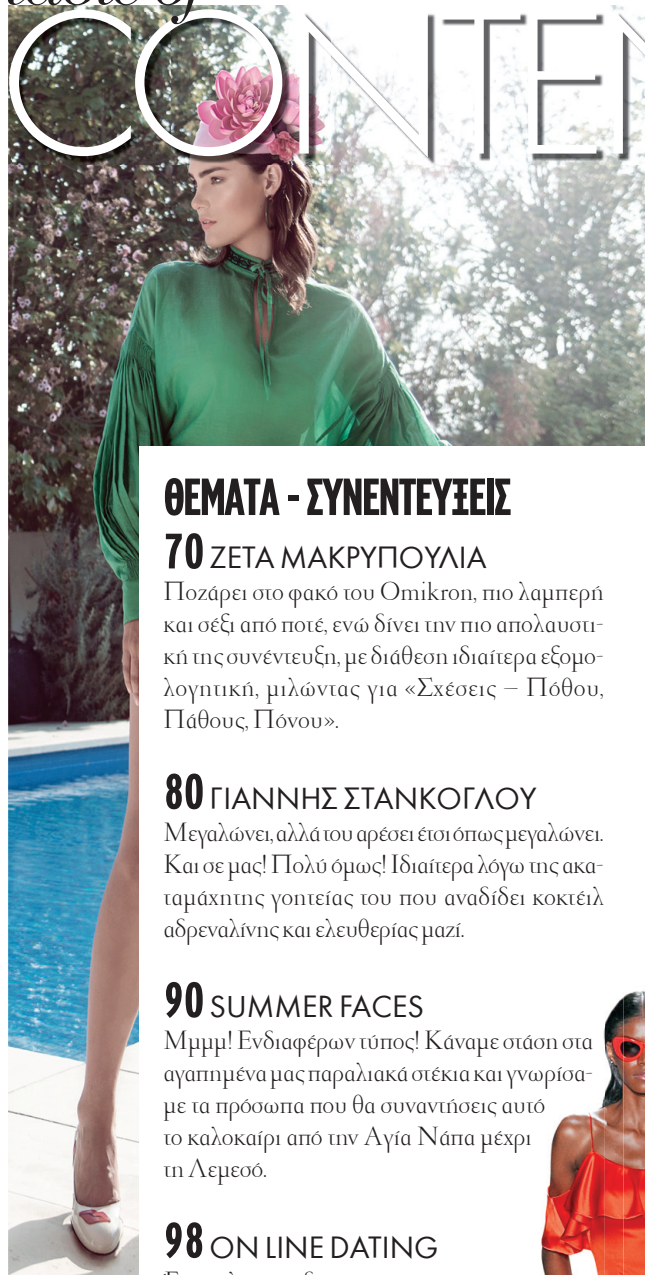 table of
CONTEN
ΘΕΜΑΤΑ - ΣΥΝΕΝΤΕΥΞΕΙΣ
70 ΖΕΤΑ ΜΑΚΡΥΠΟΥΛΙΑ
Ποζάρει στο φακό του Omikron, πιο λαμπερή
και σέξι από ποτέ, ενώ δίνει την πιο απολαυστι-
κή της συνέντευξη, με διάθεση ιδιαίτερα εξομο-
λογητική, μιλώντας για «Σχέσεις – Πόθου,
Πάθους, Πόνου».
80 ΓΙΑΝΝΗΣ ΣΤΑΝΚΟΓΛΟΥ
Μεγαλώνει, αλλά του αρέσει έτσι όπως μεγαλώνει.
Και σε μας! Πολύ όμως! Ιδιαίτερα λόγω της ακα-
ταμάχητης γοητείας του που αναδίδει κοκτέιλ
αδρεναλίνης και ελευθερίας μαζί.
90 SUMMER FACES
Μμμμ! Ενδιαφέρων τύπος! Κάναμε στάση στα
αγαπημένα μας παραλιακά στέκια και γνωρίσα-
με τα πρόσωπα που θα συναντήσεις αυτό
το καλοκαίρι από την Αγία Νάπα μέχρι
τη Λεμεσό.
98 ON LINE DATING